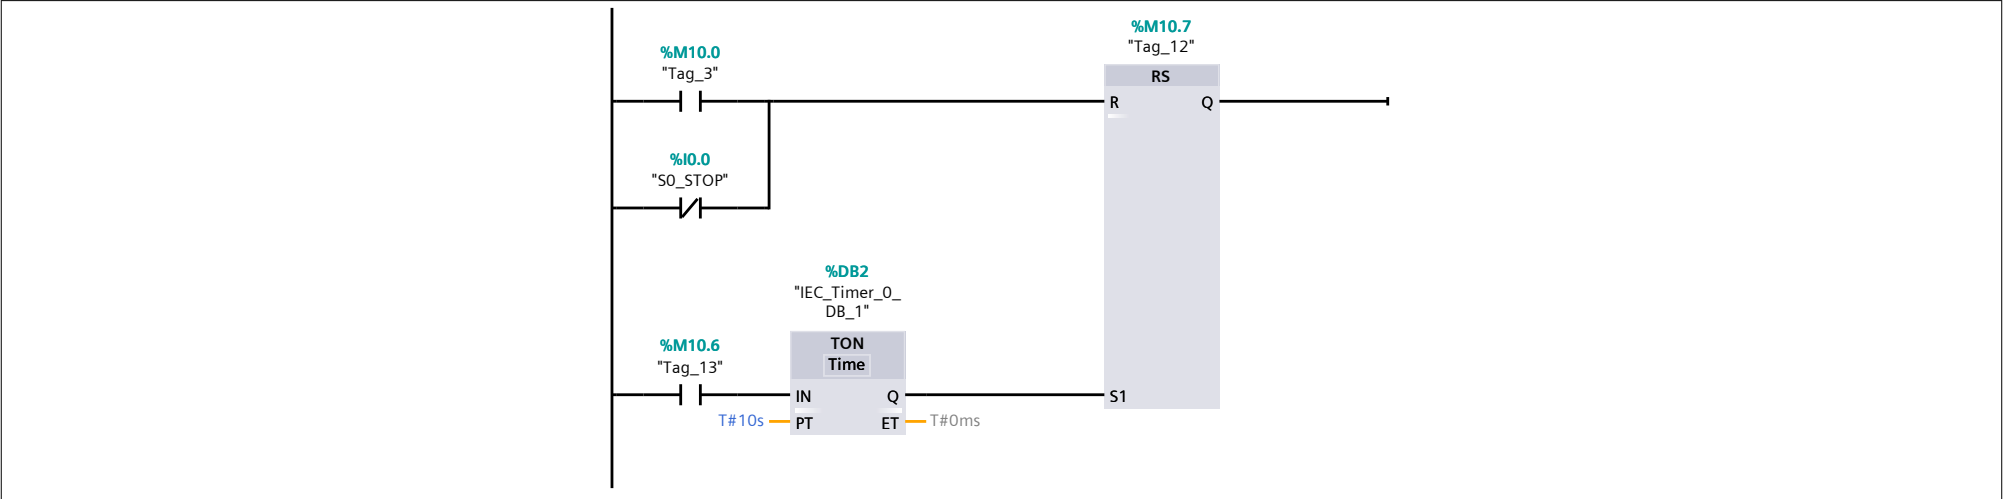 %M10.7
"Tag_12"
%M10.0
"Tag_3"
RS
R
Q
%I0.0
"S0_STOP"
%DB2
"IEC_Timer_0_
DB_1"
TON
Time
%M10.6
"Tag_13"
IN
Q
S1
T#10s
PT
ET
T#0ms